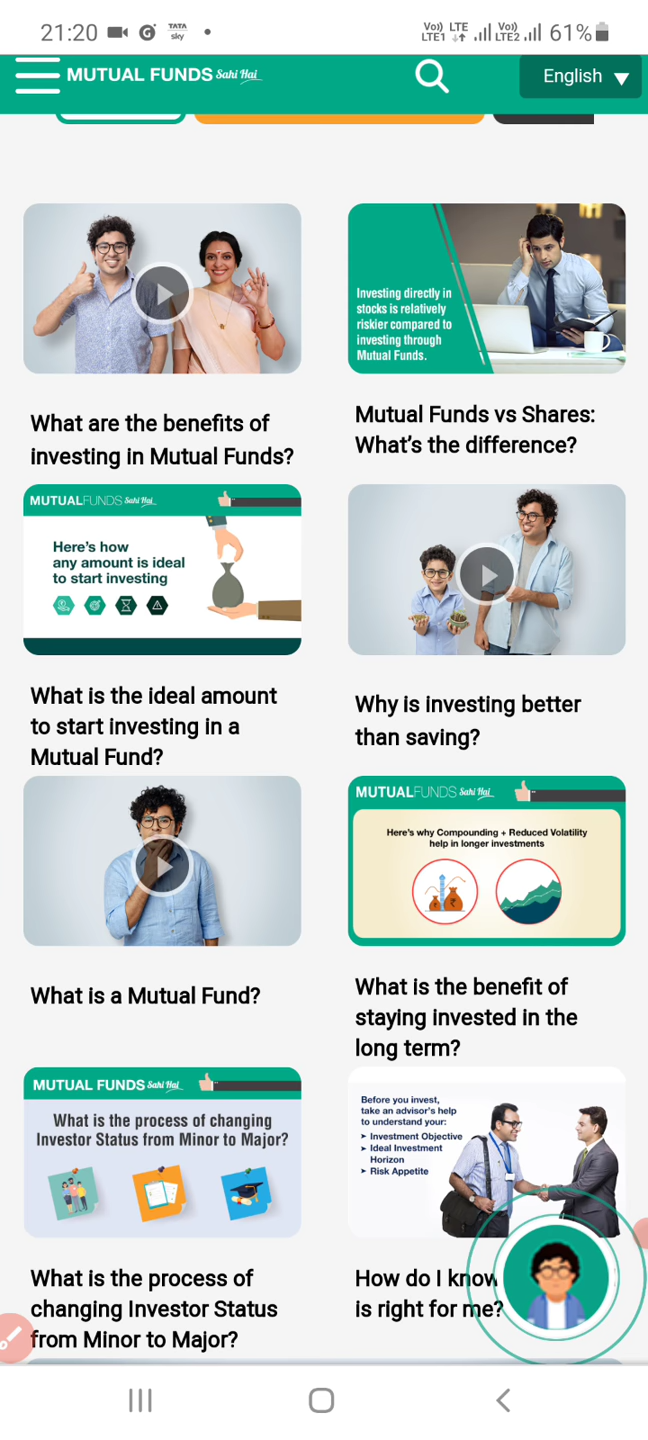 21:20
TATA
sky
Vo)) LTE Vo))
LTE1 LTE2 61%
MUTUAL FUNDS Sahi Hai
English
What are the benefits of
investing in Mutual Funds?
Investing directly in
stocks is relatively
riskier compared to
investing through
Mutual Funds.
Mutual Funds vs Shares:
What's the difference?
MUTUALFUNDS Sahi Hai
Here's how
any amount is ideal
to start investing
What is the ideal amount
to start investing in a
Mutual Fund?
Why is investing better
than saving?
What is a Mutual Fund?
MUTUALFUNDS Sahi Hai
Here's why Compounding + Reduced Volatility
help in longer investments
What is the benefit of
staying invested in the
long term?
MUTUAL FUNDS Sahi Hai
What is the process of changing
Investor Status from Minor to Major?
What is the process of
changing Investor Status
from Minor to Major?
Before you invest,
take an advisor's help
to understand your:
➤ Investment Objective
➤ Ideal Investment
Horizon
➤ Risk Appetite
How do I know
is right for me?